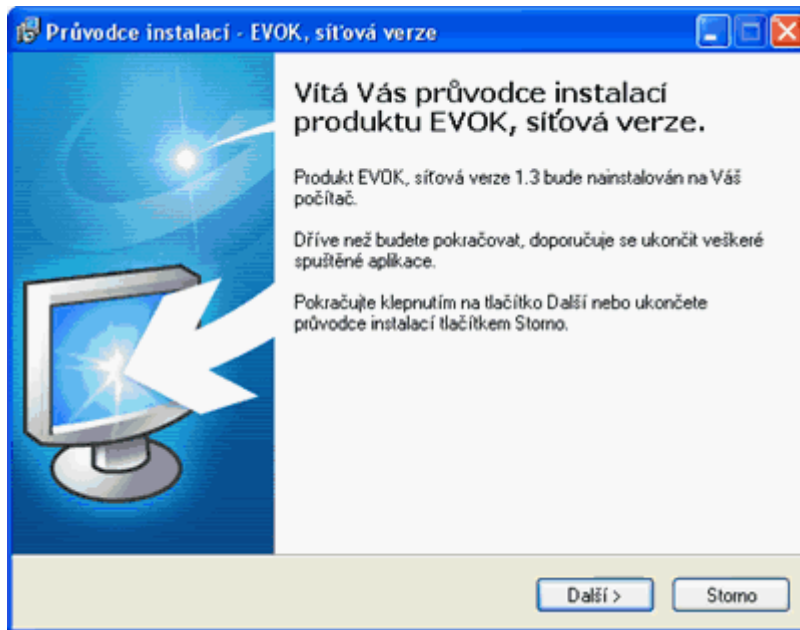 Průvodce instalací - EVOK, síťová verze
Vítá Vás průvodce instalací
produktu EVOK, síťová verze.
Produkt EVOK, síťová verze 1.3 bude nainstalován na Váš
počítač.
Dříve než budete pokračovat, doporučuje se ukončit veškeré
spuštěné aplikace.
Pokračujte klepnutím na tlačítko Další nebo ukončete
průvodce instalací tlačítkem Storno.
Další >
Storno